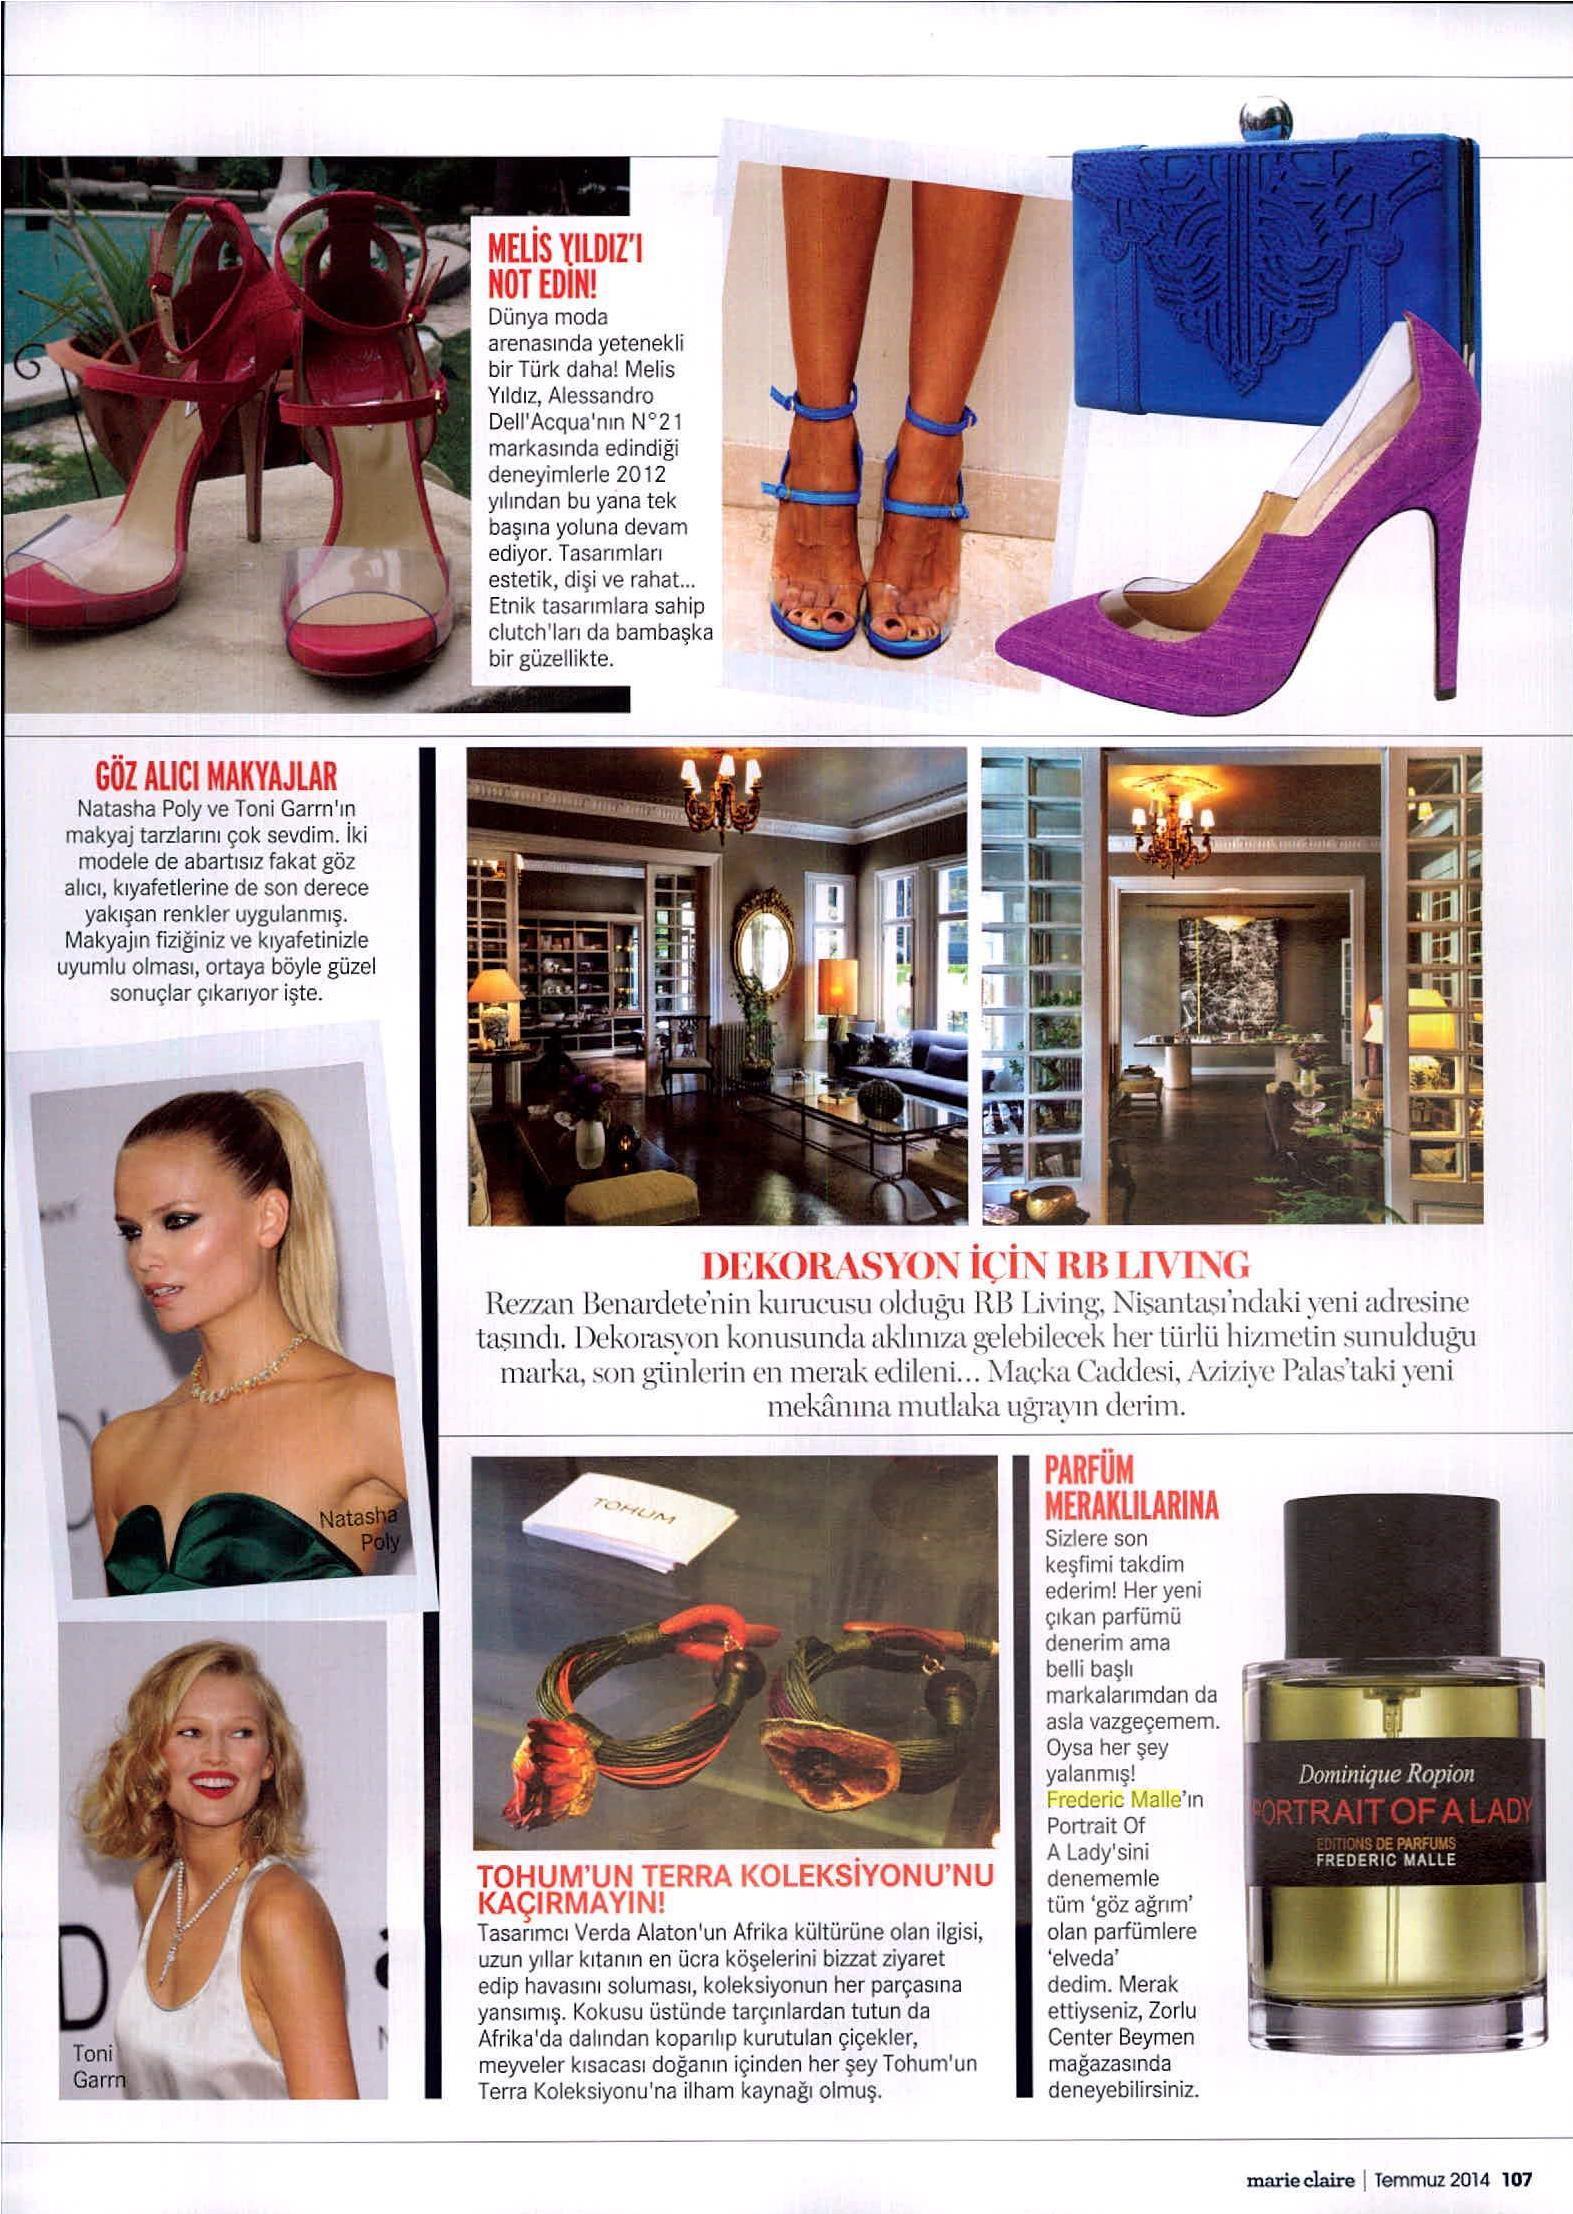 MELİS YILDIZ'I
NOT EDİN!
Dünya moda
arenasında yetenekli
bir Türk daha! Melis
Yıldız, Alessandro
Dell'Acqua'nın N°21
markasında edindiği
deneyimlerle 2012
yılından bu yana tek
başına yoluna devam
ediyor. Tasarımları
estetik, dişi ve rahat...
Etnik tasarımlara sahip
clutch'ları da bambaşka
bir güzellikte.
GÖZ ALICI MAKYAJLAR
Natasha Poly ve Toni Garrn'ın
makyaj tarzlarını çok sevdim. İki
modele de abartısız fakat göz
alıcı, kıyafetlerine de son derece
yakışan renkler uygulanmış.
Makyajın fiziğiniz ve kıyafetinizle
uyumlu olması, ortaya böyle güzel
sonuçlar çıkarıyor işte.
Natasha
Poly
Toni
Garrn
DEKORASYON İÇİN RB LIVING
Rezzan Benardete'nin kurucusu olduğu RB Living, Nişantaşı'ndaki yeni adresine
taşındı. Dekorasyon konusunda aklınıza gelebilecek her türlü hizmetin sunulduğu
marka, son günlerin en merak edileni... Maçka Caddesi, Aziziye Palas'taki yeni
mekânına mutlaka uğrayın derim.
TOHUM
TOHUM'UN TERRA KOLEKSİYONU'NU
KAÇIRMAYIN!
Tasarımcı Verda Alaton'un Afrika kültürüne olan ilgisi,
uzun yıllar kıtanın en ücra köşelerini bizzat ziyaret
edip havasını soluması, koleksiyonun her parçasına
yansımış. Kokusu üstünde tarçınlardan tutun da
Afrika'da dalından koparılıp kurutulan çiçekler,
meyveler kısacası doğanın içinden her şey Tohum'un
Terra Koleksiyonu'na ilham kaynağı olmuş.
PARFÜM
MERAKLILARINA
Sizlere son
keşfimi takdim
ederim! Her yeni
çıkan parfümü
denerim ama
belli başlı
markalarımdan da
asla vazgeçemem.
Oysa her şey
yalanmış!
Frederic Malle'ın
Portrait Of
A Lady'sini
denememle
tüm 'göz ağrım'
olan parfümlere
'elveda'
dedim. Merak
ettiyseniz, Zorlu
Center Beymen
mağazasında
deneyebilirsiniz.
Dominique Ropion
PORTRAIT OF A LADY
EDITIONS DE PARFUMS
FREDERIC MALLE
marie claire | Temmuz 2014 107